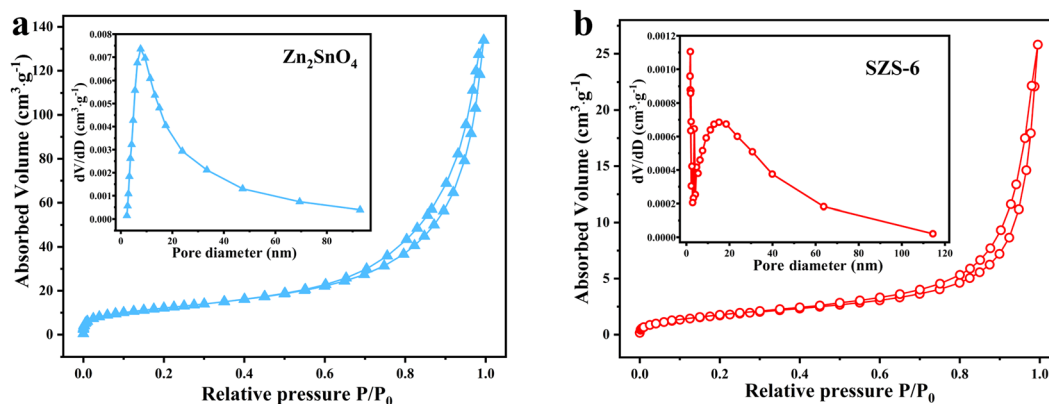 a
Absorbed Volume (cm³·g⁻¹)
140
120
100
80
60
40
20
0
0.0 0.2 0.4 0.6 0.8 1.0
Relative pressure P/P₀
Zn₂SnO₄
dV/dD (cm³·g⁻¹)
0.008
0.007
0.006
0.005
0.004
0.003
0.002
0.001
0.000
0 20 40 60 80 100
Pore diameter (nm)
b
Absorbed Volume (cm³·g⁻¹)
25
20
15
10
5
0
0.0 0.2 0.4 0.6 0.8 1.0
Relative pressure P/P₀
SZS-6
dV/dD (cm³·g⁻¹)
0.0012
0.0010
0.0008
0.0006
0.0004
0.0002
0.0000
0 20 40 60 80 100 120
Pore diameter (nm)